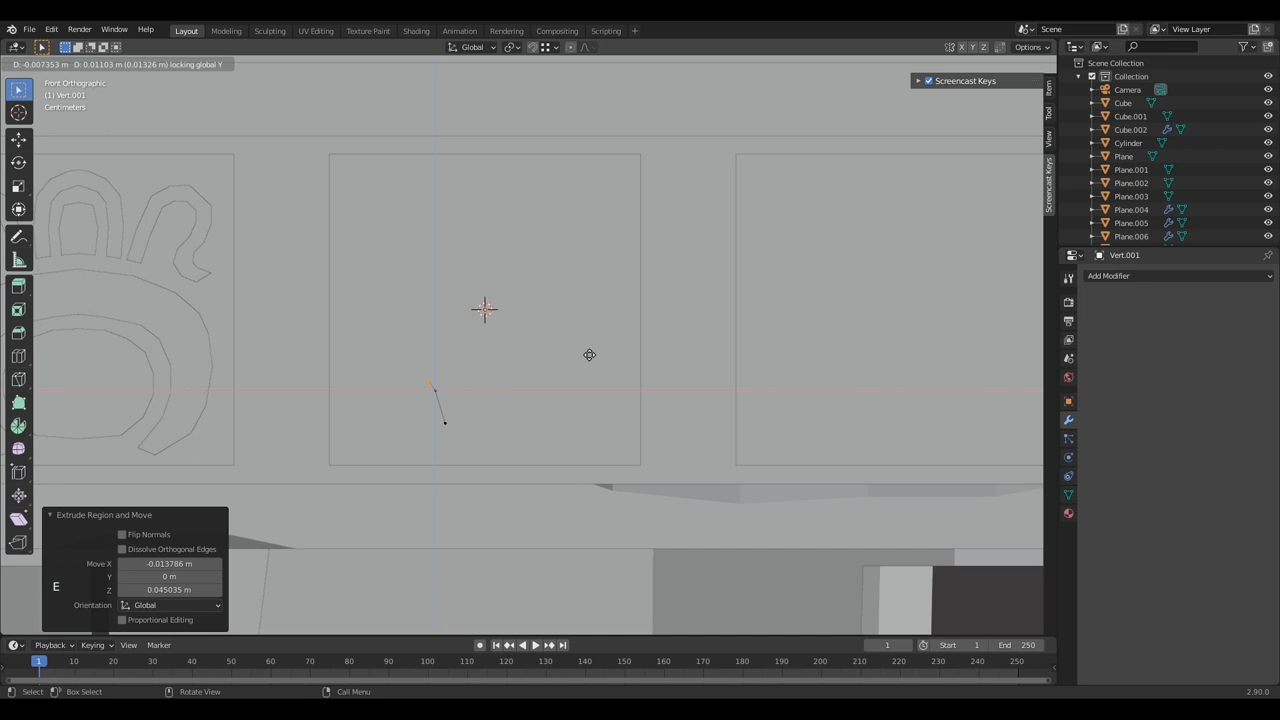 File Edit Render Window Help Layout Modeling Sculpting UV Editing Texture Paint Shading Animation Rendering Compositing Scripting Scene View Layer
Global X Y Z Options
D: -0.007353 m D: 0.01103 m (0.01326 m) locking global Y
Front Orthographic
(1) Vert.001
Centimeters
Screencast Keys
Item
Tool
View
Screencast Keys
Scene Collection
Collection
Camera
Cube
Cube.001
Cube.002
Cylinder
Plane
Plane.001
Plane.002
Plane.003
Plane.004
Plane.005
Plane.006
Vert.001
Add Modifier
Extrude Region and Move
Flip Normals
Dissolve Orthogonal Edges
Move X -0.013786 m
Y 0 m
Z 0.045035 m
Orientation Global
Proportional Editing
E
Playback Keying View Marker 1 Start 1 End 250
1 10 20 30 40 50 60 70 80 90 100 110 120 130 140 150 160 170 180 190 200 210 220 230 240 250
Select Box Select Rotate View Call Menu 2.90.0